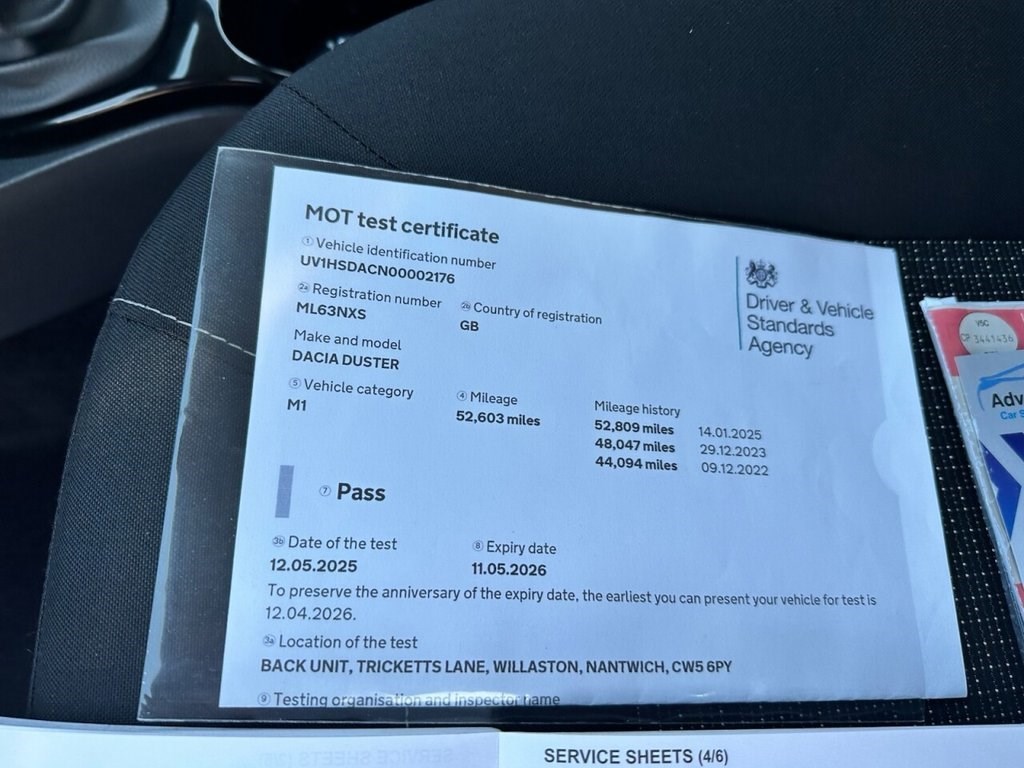 MOT test certificate
① Vehicle identification number
UV1HSDACN00002176
2a Registration number
ML63NXS
2b Country of registration
GB
Make and model
DACIA DUSTER
⑤ Vehicle category
M1
④ Mileage
52,603 miles
Mileage history
52,809 miles 14.01.2025
48,047 miles 29.12.2023
44,094 miles 09.12.2022
⑦ Pass
3b Date of the test
12.05.2025
⑧ Expiry date
11.05.2026
To preserve the anniversary of the expiry date, the earliest you can present your vehicle for test is
12.04.2026.
3a Location of the test
BACK UNIT, TRICKETTS LANE, WILLASTON, NANTWICH, CW5 6PY
⑨ Testing organisation and inspector name
Driver & Vehicle
Standards
Agency
Adv
Car S
SERVICE SHEETS (4/6)